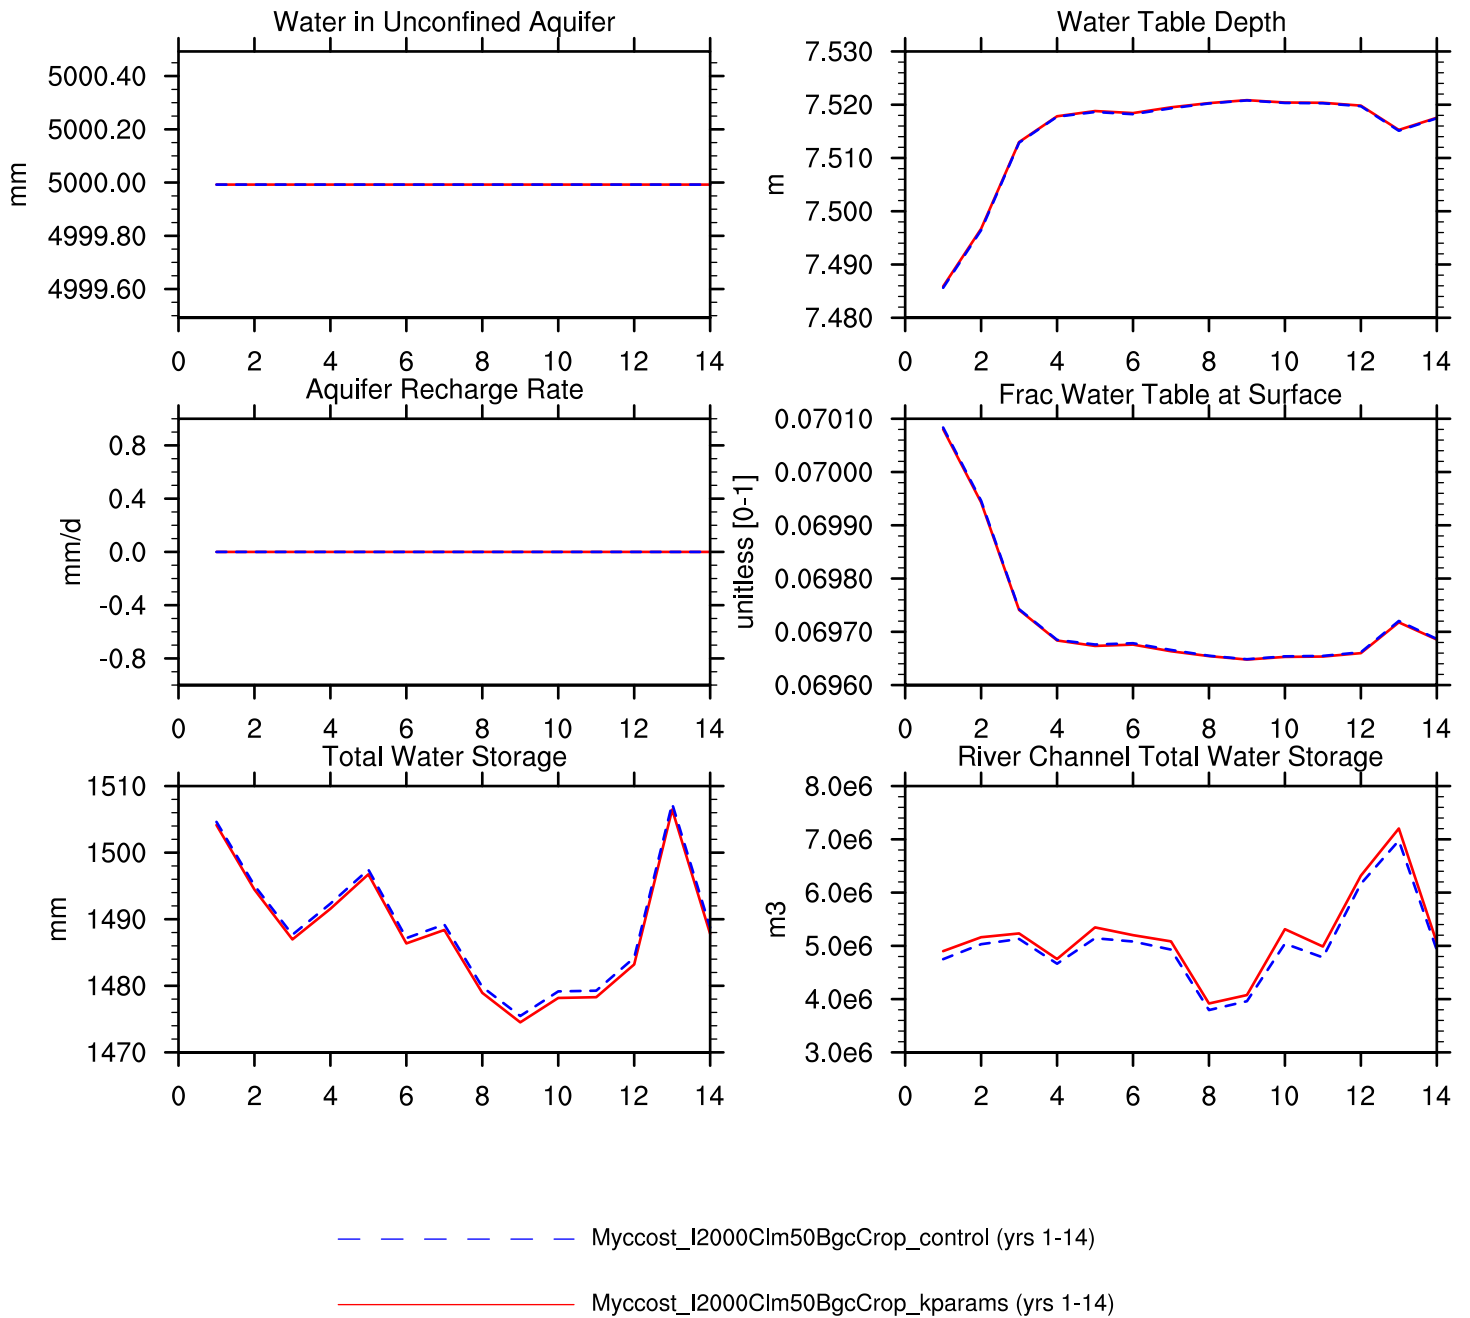 Water in Unconfined Aquifer
mm
5000.40
5000.20
5000.00
4999.80
4999.60
0 2 4 6 8 10 12 14
Water Table Depth
m
7.530
7.520
7.510
7.500
7.490
7.480
0 2 4 6 8 10 12 14
Aquifer Recharge Rate
mm/d
0.8
0.4
0.0
-0.4
-0.8
0 2 4 6 8 10 12 14
Frac Water Table at Surface
unitless [0-1]
0.07010
0.07000
0.06990
0.06980
0.06970
0.06960
0 2 4 6 8 10 12 14
Total Water Storage
mm
1510
1500
1490
1480
1470
0 2 4 6 8 10 12 14
River Channel Total Water Storage
m3
8.0e6
7.0e6
6.0e6
5.0e6
4.0e6
3.0e6
0 2 4 6 8 10 12 14
Myccost_I2000Clm50BgcCrop_control (yrs 1-14)
Myccost_I2000Clm50BgcCrop_kparams (yrs 1-14)